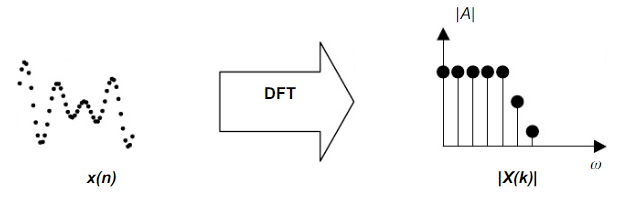 |A|
DFT
ω
x(n)
|X(k)|